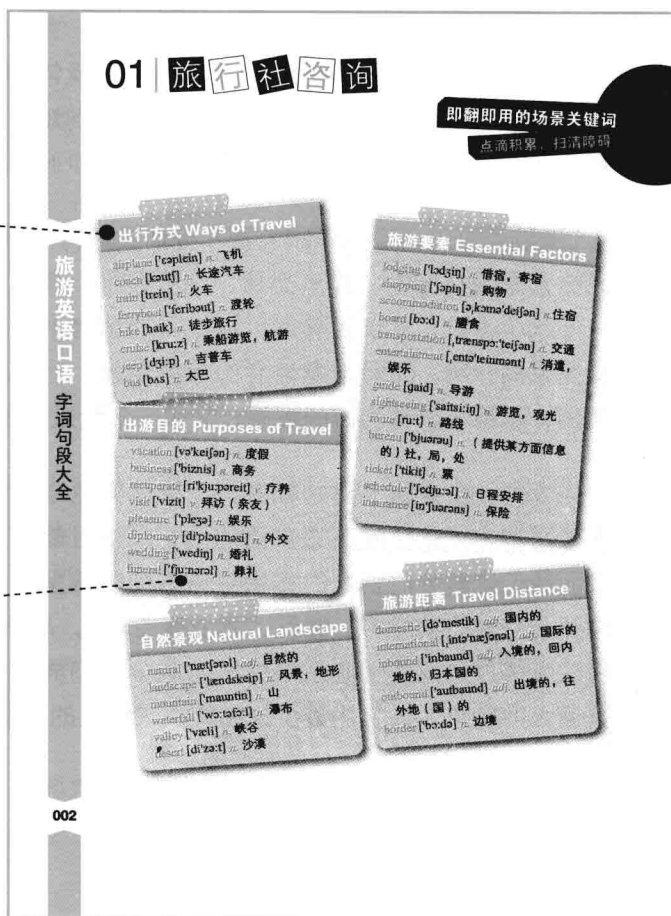 01 旅行社咨询
即翻即用的场景关键词
点滴积累、扫清障碍
旅游英语口语 字词句段大全
出行方式 Ways of Travel
airplane ['εəplein] n. 飞机
coach [kəutʃ] n. 长途汽车
train [trein] n. 火车
ferryboat ['feribəut] n. 渡轮
hike [haik] n. 徒步旅行
cruise [kru:z] n. 乘船游览，航游
jeep [dʒi:p] n. 吉普车
bus [bʌs] n. 大巴
出游目的 Purposes of Travel
vacation [və'keiʃən] n. 度假
business ['biznis] n. 商务
recuperate [ri'kju:pəreit] v. 疗养
visit ['vizit] v. 拜访（亲友）
pleasure ['pleʒə] n. 娱乐
diplomacy [di'pləuməsi] n. 外交
wedding ['wediŋ] n. 婚礼
funeral ['fju:nərəl] n. 葬礼
自然景观 Natural Landscape
natural ['nætʃərəl] adj. 自然的
landscape ['lændskeip] n. 风景，地形
mountain ['mauntin] n. 山
waterfall ['wɔ:təfɔ:l] n. 瀑布
valley ['væli] n. 峡谷
desert [di'zə:t] n. 沙漠
旅游要素 Essential Factors
lodging ['lɔdʒiŋ] n. 借宿，寄宿
shopping ['ʃɔpiŋ] n. 购物
accommodation [ə,kɔmə'deiʃən] n. 住宿
board [bɔ:d] n. 膳食
transportation [,trænspɔ:'teiʃən] n. 交通
entertainment [,entə'teinmənt] n. 消遣，
娱乐
guide [gaid] n. 导游
sightseeing ['saitsi:iŋ] n. 游览，观光
route [ru:t] n. 路线
bureau ['bjuərəu] n. （提供某方面信息
的）社，局，处
ticket ['tikit] n. 票
schedule ['ʃedju:əl] n. 日程安排
insurance [in'ʃuərəns] n. 保险
旅游距离 Travel Distance
domestic [də'mestik] adj. 国内的
international [,intə'næʃənəl] adj. 国际的
inbound ['inbaund] adj. 入境的，回内
地的，归本国的
outbound ['autbaund] adj. 出境的，往
外地（国）的
border ['bɔ:də] n. 边境
002